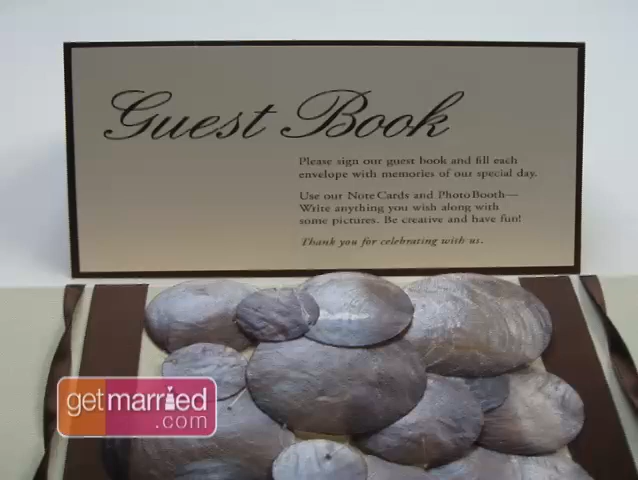 Guest Book
Please sign our guest book and fill each
envelope with memories of our special day.
Use our Note Cards and Photo Booth—
Write anything you wish along with
some pictures. Be creative and have fun!
Thank you for celebrating with us.
getmarried
.com